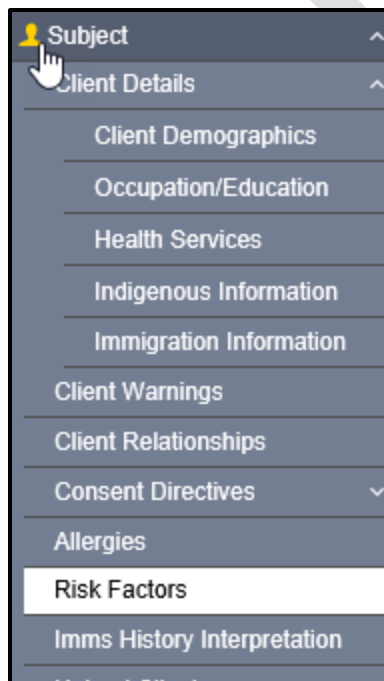 Subject
Client Details
Client Demographics
Occupation/Education
Health Services
Indigenous Information
Immigration Information
Client Warnings
Client Relationships
Consent Directives
Allergies
Risk Factors
Imms History Interpretation